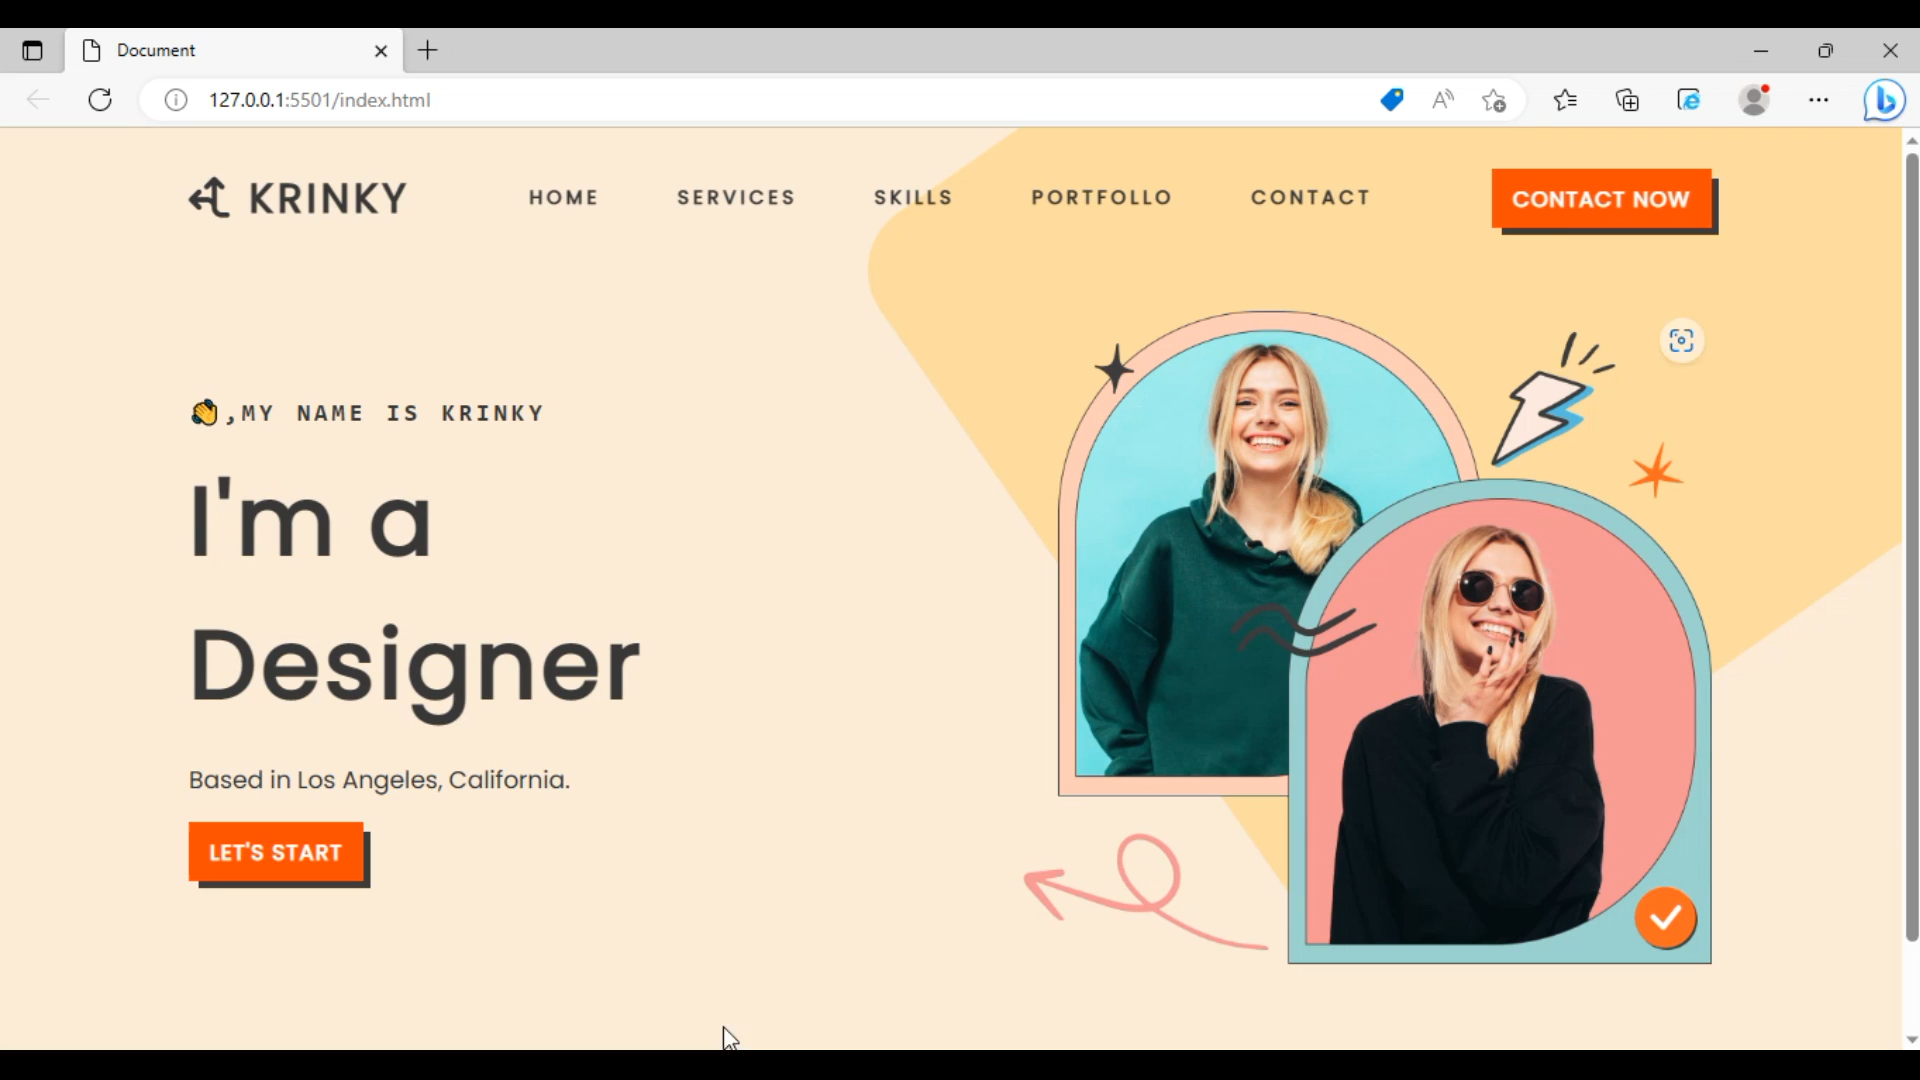 Document
127.0.0.1:5501/index.html
KRINKY
HOME
SERVICES
SKILLS
PORTFOLLO
CONTACT
CONTACT NOW
👋,MY NAME IS KRINKY
I'm a
Designer
Based in Los Angeles, California.
LET'S START